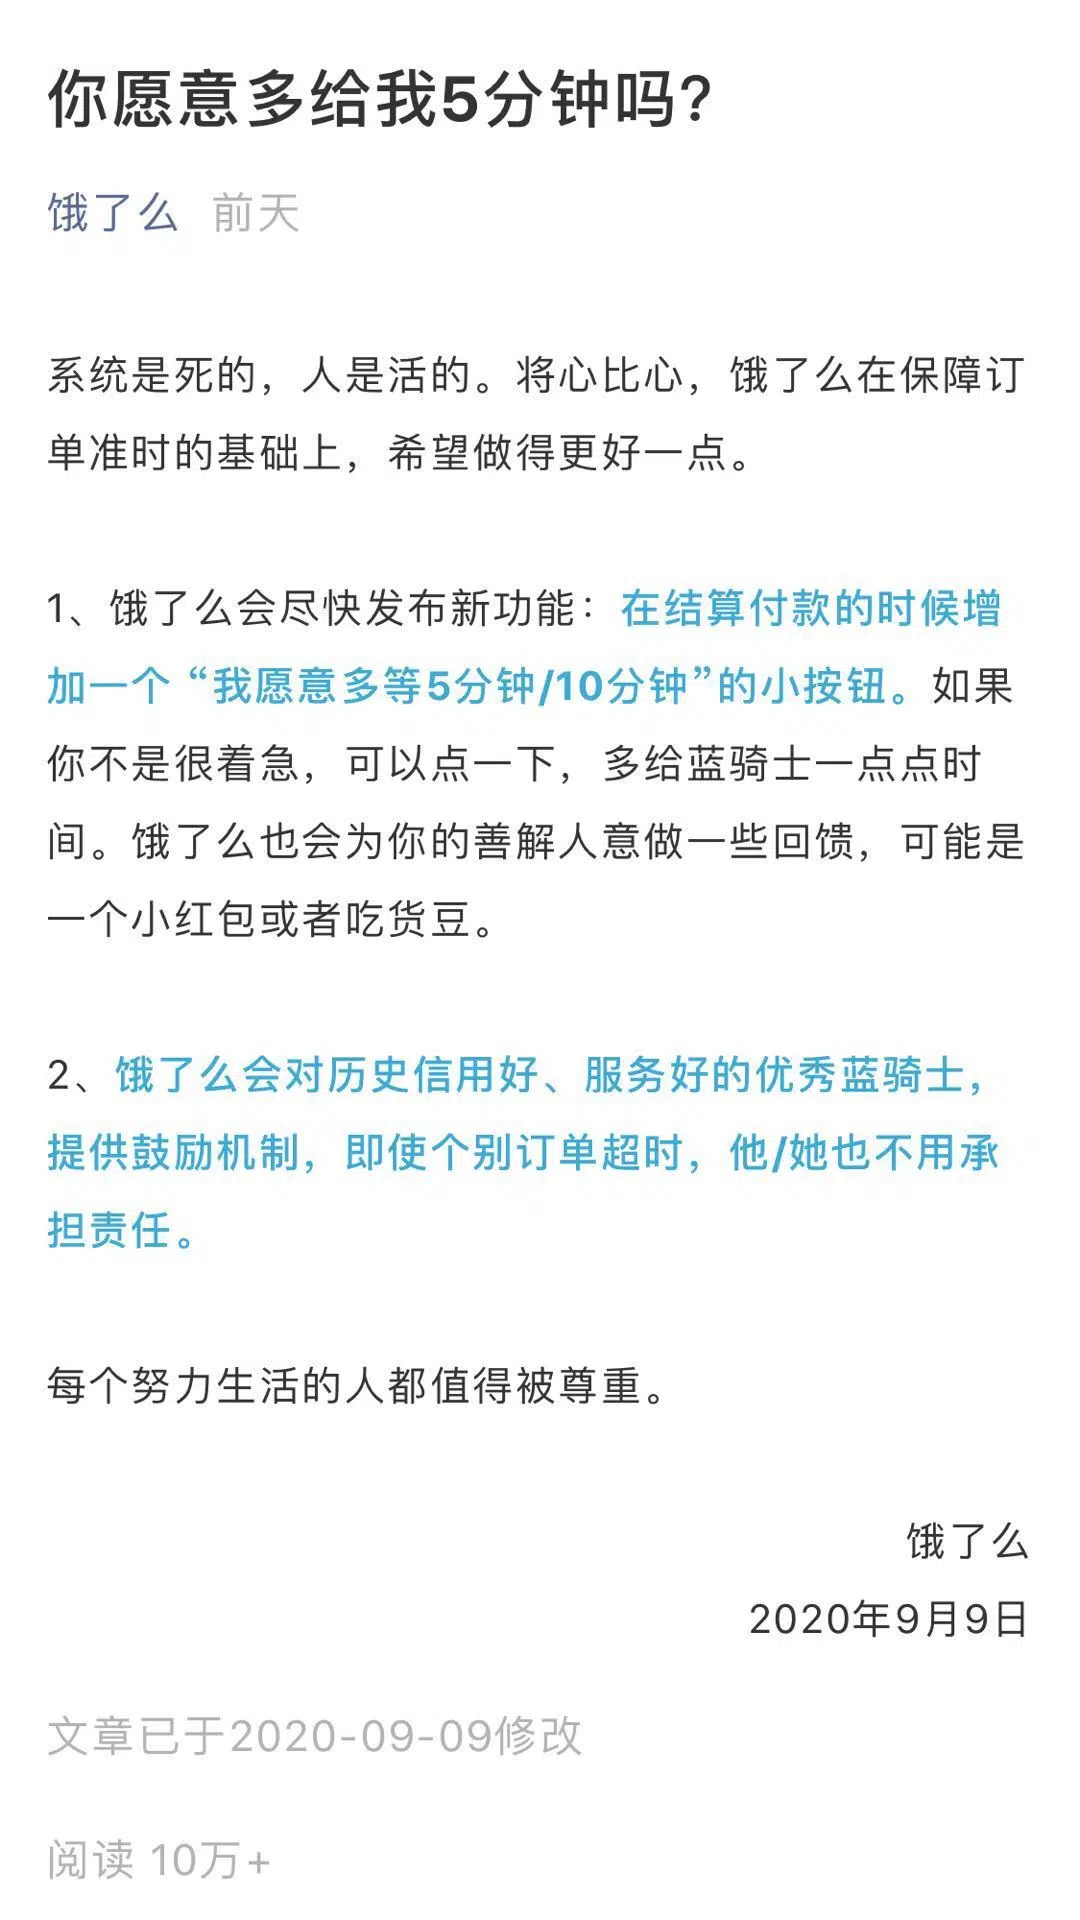 你愿意多给我5分钟吗?
饿了么 前天
系统是死的，人是活的。将心比心，饿了么在保障订
单准时的基础上，希望做得更好一点。
1、饿了么会尽快发布新功能：在结算付款的时候增
加一个“我愿意多等5分钟/10分钟”的小按钮。如果
你不是很着急，可以点一下，多给蓝骑士一点点时
间。饿了么也会为你的善解人意做一些回馈，可能是
一个小红包或者吃货豆。
2、饿了么会对历史信用好、服务好的优秀蓝骑士，
提供鼓励机制，即使个别订单超时，他/她也不用承
担责任。
每个努力生活的人都值得被尊重。
饿了么
2020年9月9日
文章已于2020-09-09修改
阅读 10万+